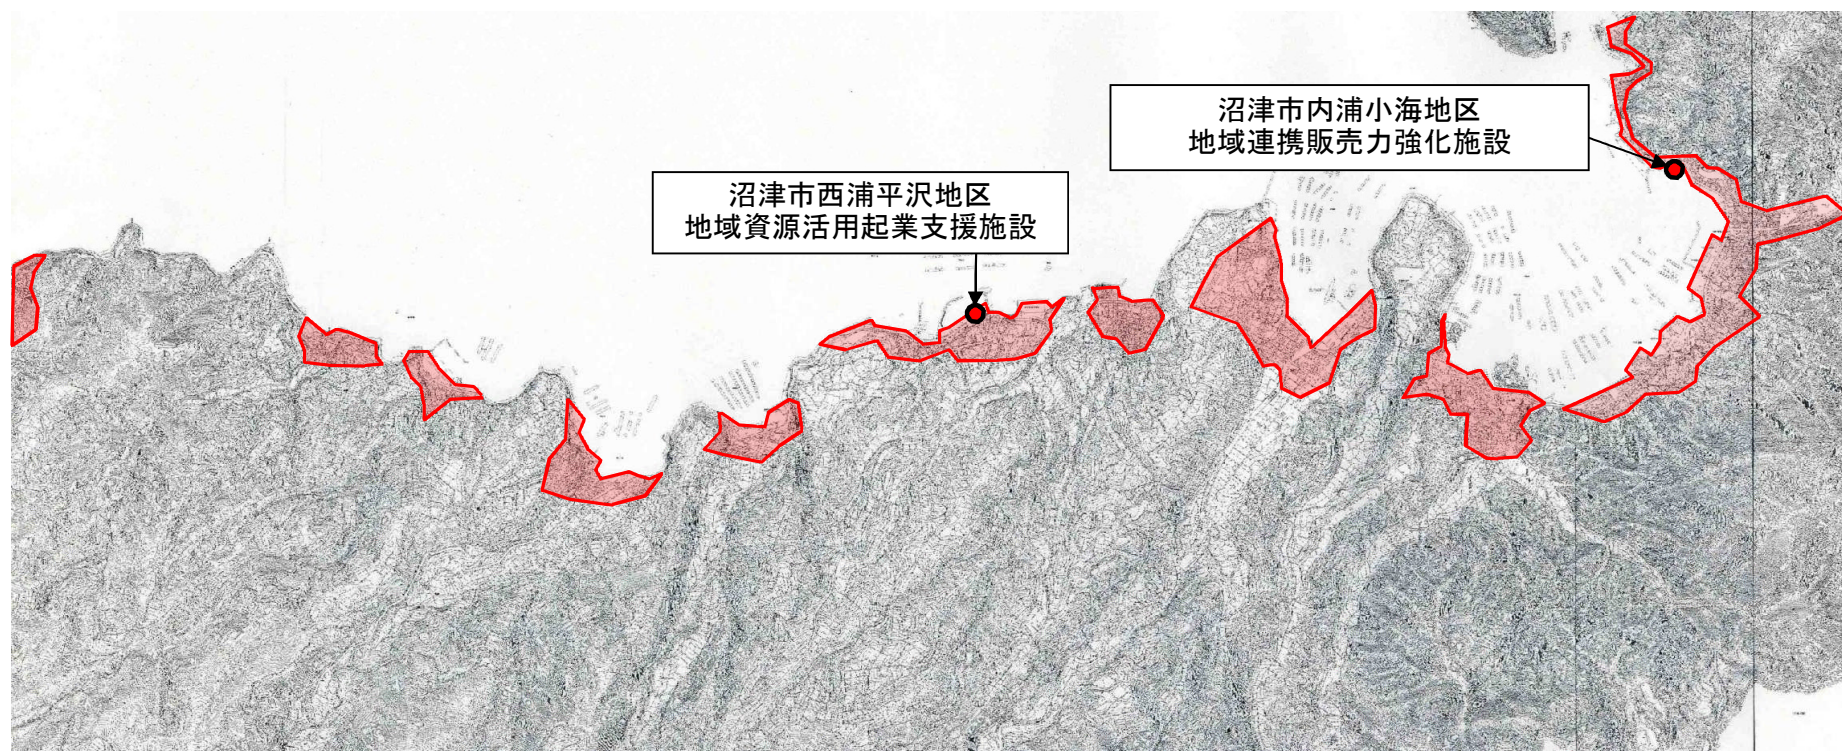 沼津市内浦小海地区
地域連携販売力強化施設
沼津市西浦平沢地区
地域資源活用起業支援施設